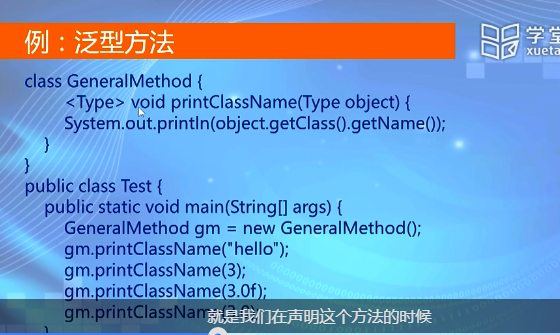 例：泛型方法
学堂
xueta
class GeneralMethod {
<Type> void printClassName(Type object) {
System.out.println(object.getClass().getName());
}
}
public class Test {
public static void main(String[] args) {
GeneralMethod gm = new GeneralMethod();
gm.printClassName("hello");
gm.printClassName(3);
gm.printClassName(3.0f);
gm.printClassName(
就是我们在声明这个方法的时候
}